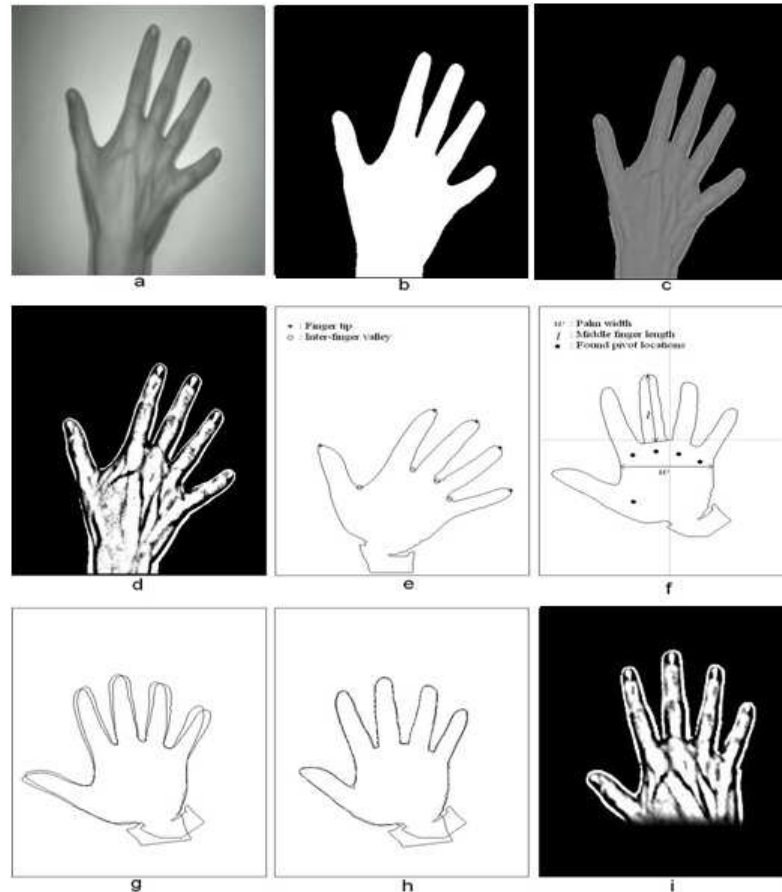 a
b
c
• : Finger tip
o : Inter-finger valley
w : Palm width
l : Middle finger length
• : Found pivot locations
l
w
d
e
f
g
h
i